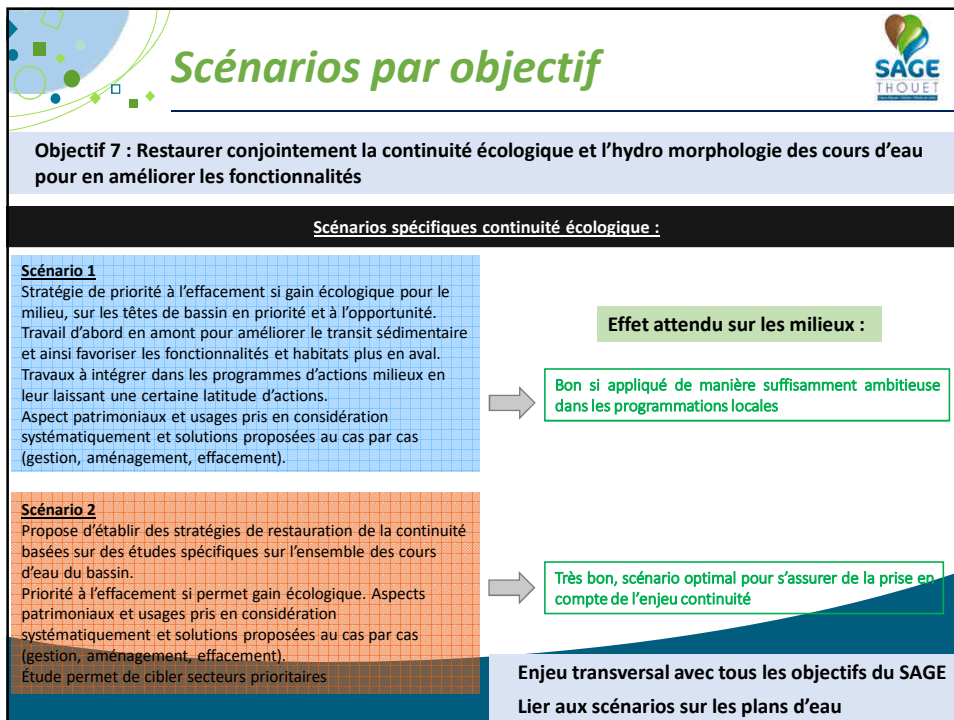 Scénarios par objectif
SAGE
THOUET
Objectif 7 : Restaurer conjointement la continuité écologique et l'hydro morphologie des cours d'eau
pour en améliorer les fonctionnalités
Scénarios spécifiques continuité écologique :
Scénario 1
Stratégie de priorité à l'effacement si gain écologique pour le
milieu, sur les têtes de bassin en priorité et à l'opportunité.
Travail d'abord en amont pour améliorer le transit sédimentaire
et ainsi favoriser les fonctionnalités et habitats plus en aval.
Travaux à intégrer dans les programmes d'actions milieux en
leur laissant une certaine latitude d'actions.
Aspect patrimoniaux et usages pris en considération
systématiquement et solutions proposées au cas par cas
(gestion, aménagement, effacement).
Effet attendu sur les milieux :
Bon si appliqué de manière suffisamment ambitieuse
dans les programmations locales
Scénario 2
Propose d'établir des stratégies de restauration de la continuité
basées sur des études spécifiques sur l'ensemble des cours
d'eau du bassin.
Priorité à l'effacement si permet gain écologique. Aspects
patrimoniaux et usages pris en considération
systématiquement et solutions proposées au cas par cas
(gestion, aménagement, effacement).
Étude permet de cibler secteurs prioritaires
Très bon, scénario optimal pour s'assurer de la prise en
compte de l'enjeu continuité
Enjeu transversal avec tous les objectifs du SAGE
Lier aux scénarios sur les plans d'eau